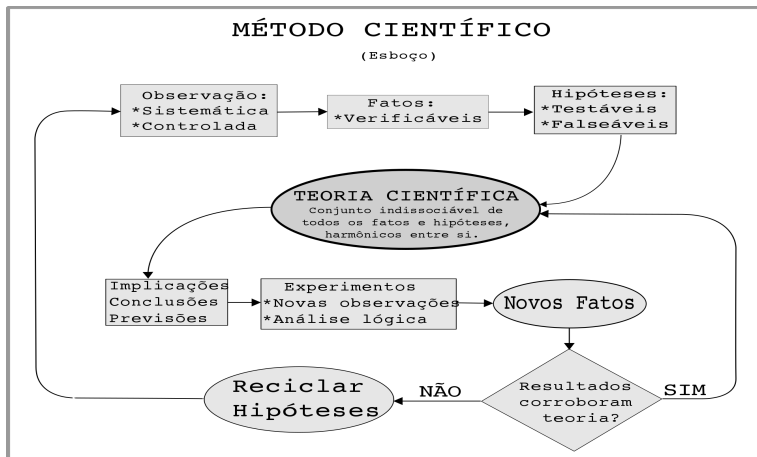 MÉTODO CIENTÍFICO
(Esboço)
Observação:
*Sistemática
*Controlada
Fatos:
*Verificáveis
Hipóteses:
*Testáveis
*Falseáveis
TEORIA CIENTÍFICA
Conjunto indissociável de
todos os fatos e hipóteses,
harmônicos entre si.
Implicações
Conclusões
Previsões
Experimentos
*Novas observações
*Análise lógica
Novos Fatos
Resultados
corroboram
teoria?
SIM
NÃO
Reciclar
Hipóteses